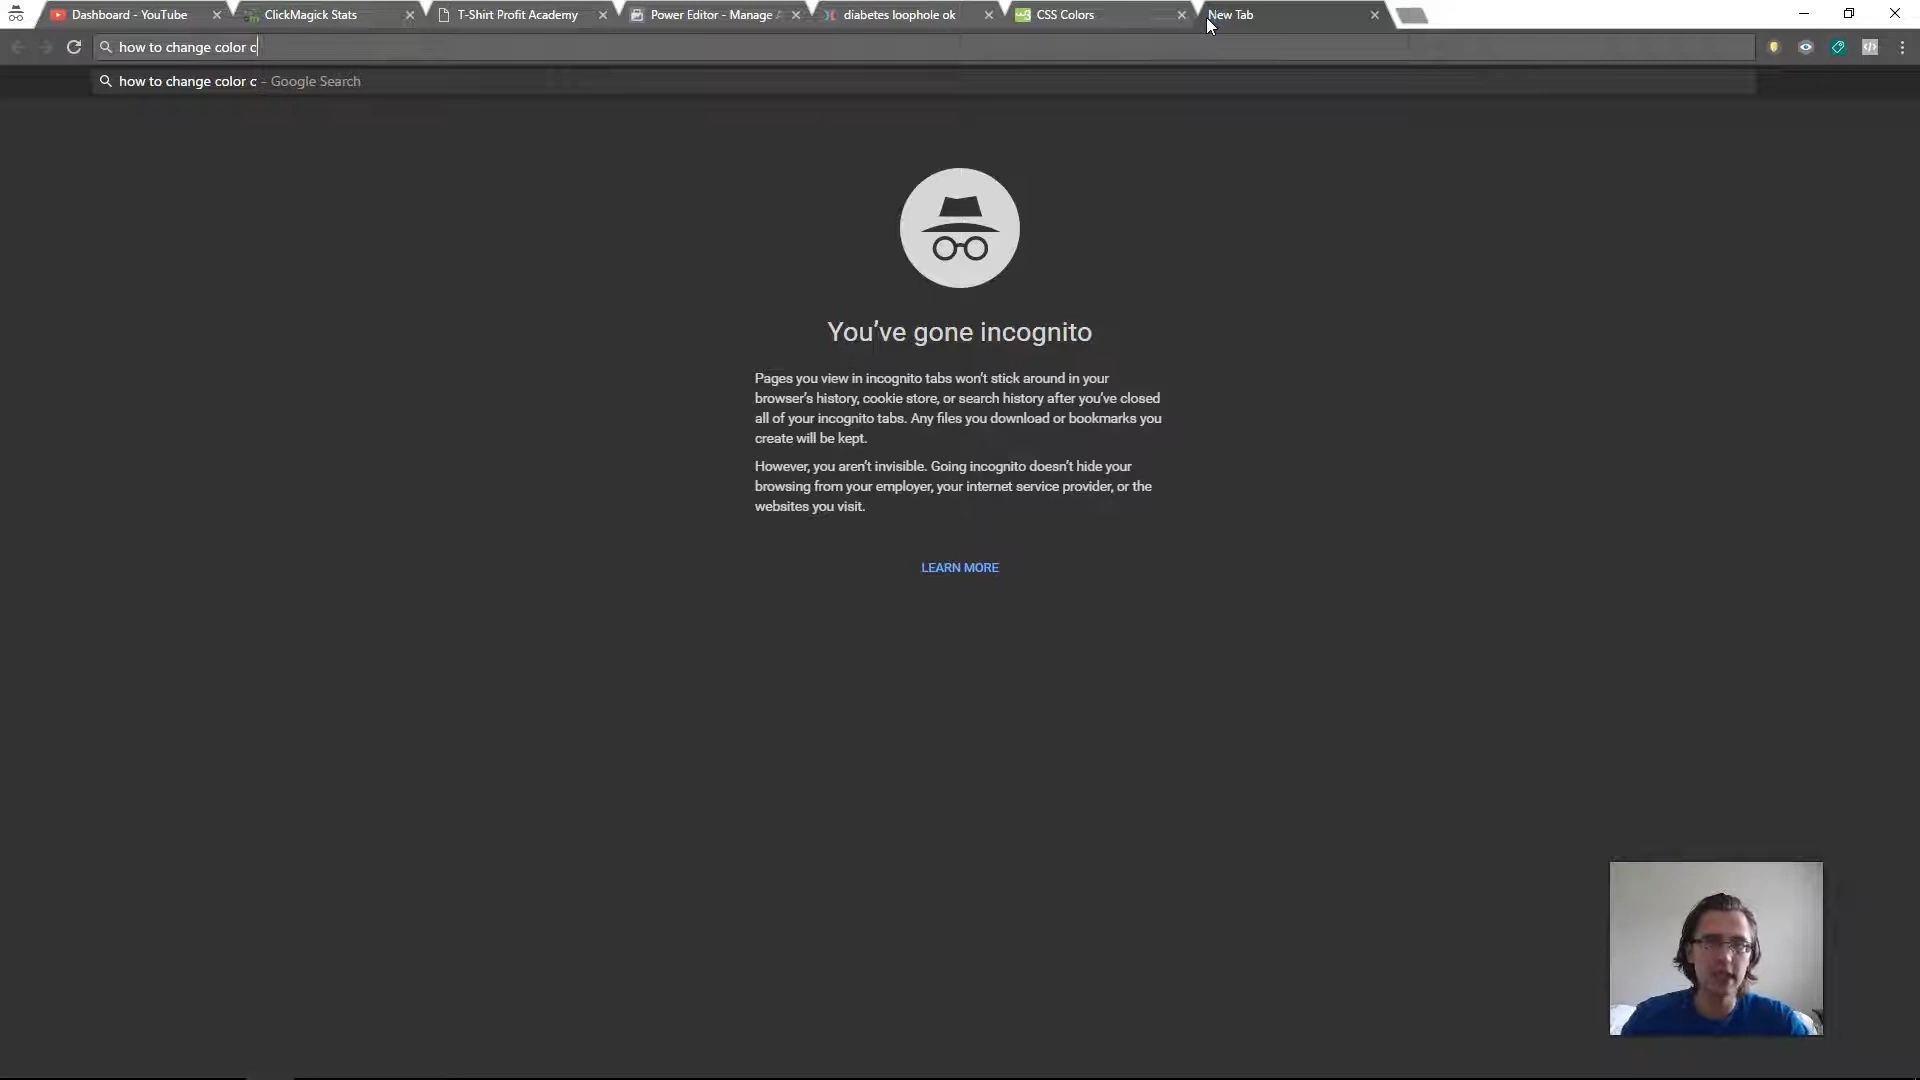 Dashboard - YouTube
ClickMagick Stats
T-Shirt Profit Academy
Power Editor - Manage
diabetes loophole ok
CSS Colors
New Tab
how to change color c
how to change color c - Google Search
You've gone incognito
Pages you view in incognito tabs won't stick around in your
browser's history, cookie store, or search history after you've closed
all of your incognito tabs. Any files you download or bookmarks you
create will be kept.
However, you aren't invisible. Going incognito doesn't hide your
browsing from your employer, your internet service provider, or the
websites you visit.
LEARN MORE